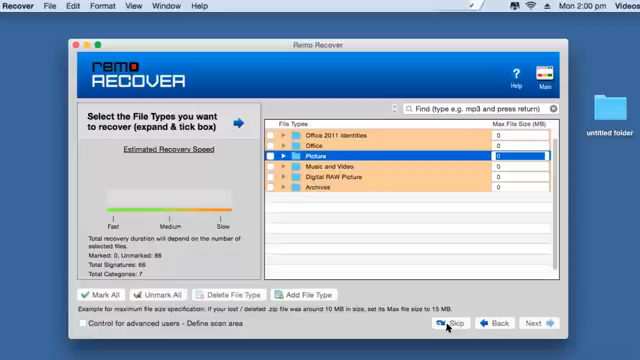 Recover File Edit Format View Window Help Mon 2:00 pm Videos
Remo Recover
remo
RECOVER
Help
Main
Select the File Types you want
to recover (expand & tick box)
Find (type e.g. mp3 and press return)
File Types Max File Size (MB)
Office 2011 Identities 0
Office 0
Picture 0
Music and Video 0
Digital RAW Picture 0
Archives 0
Estimated Recovery Speed
Fast Medium Slow
Total recovery duration will depend on the number of
selected files.
Marked: 0, Unmarked: 66
Total Signatures: 66
Total Categories: 7
Mark All Unmark All Delete File Type Add File Type
Example for maximum file size specification: If your lost / deleted .zip file was around 10 MB in size, set its Max file size to 15 MB.
Control for advanced users - Define scan area
Skip Back Next
untitled folder